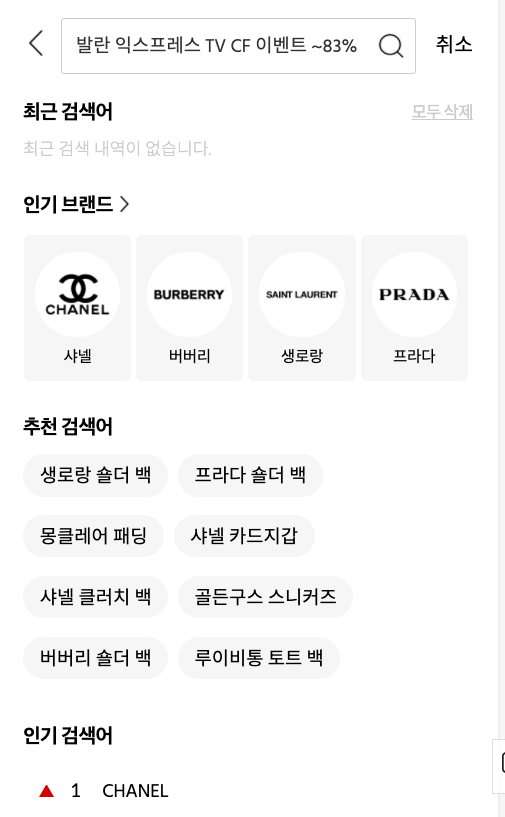 발란 익스프레스 TV CF 이벤트 ~83% 취소
최근 검색어 모두 삭제
최근 검색 내역이 없습니다.
인기 브랜드
CHANEL BURBERRY SAINT LAURENT PRADA
샤넬 버버리 생로랑 프라다
추천 검색어
생로랑 숄더 백 프라다 숄더 백
몽클레어 패딩 샤넬 카드지갑
샤넬 클러치 백 골든구스 스니커즈
버버리 숄더 백 루이비통 토트 백
인기 검색어
1 CHANEL